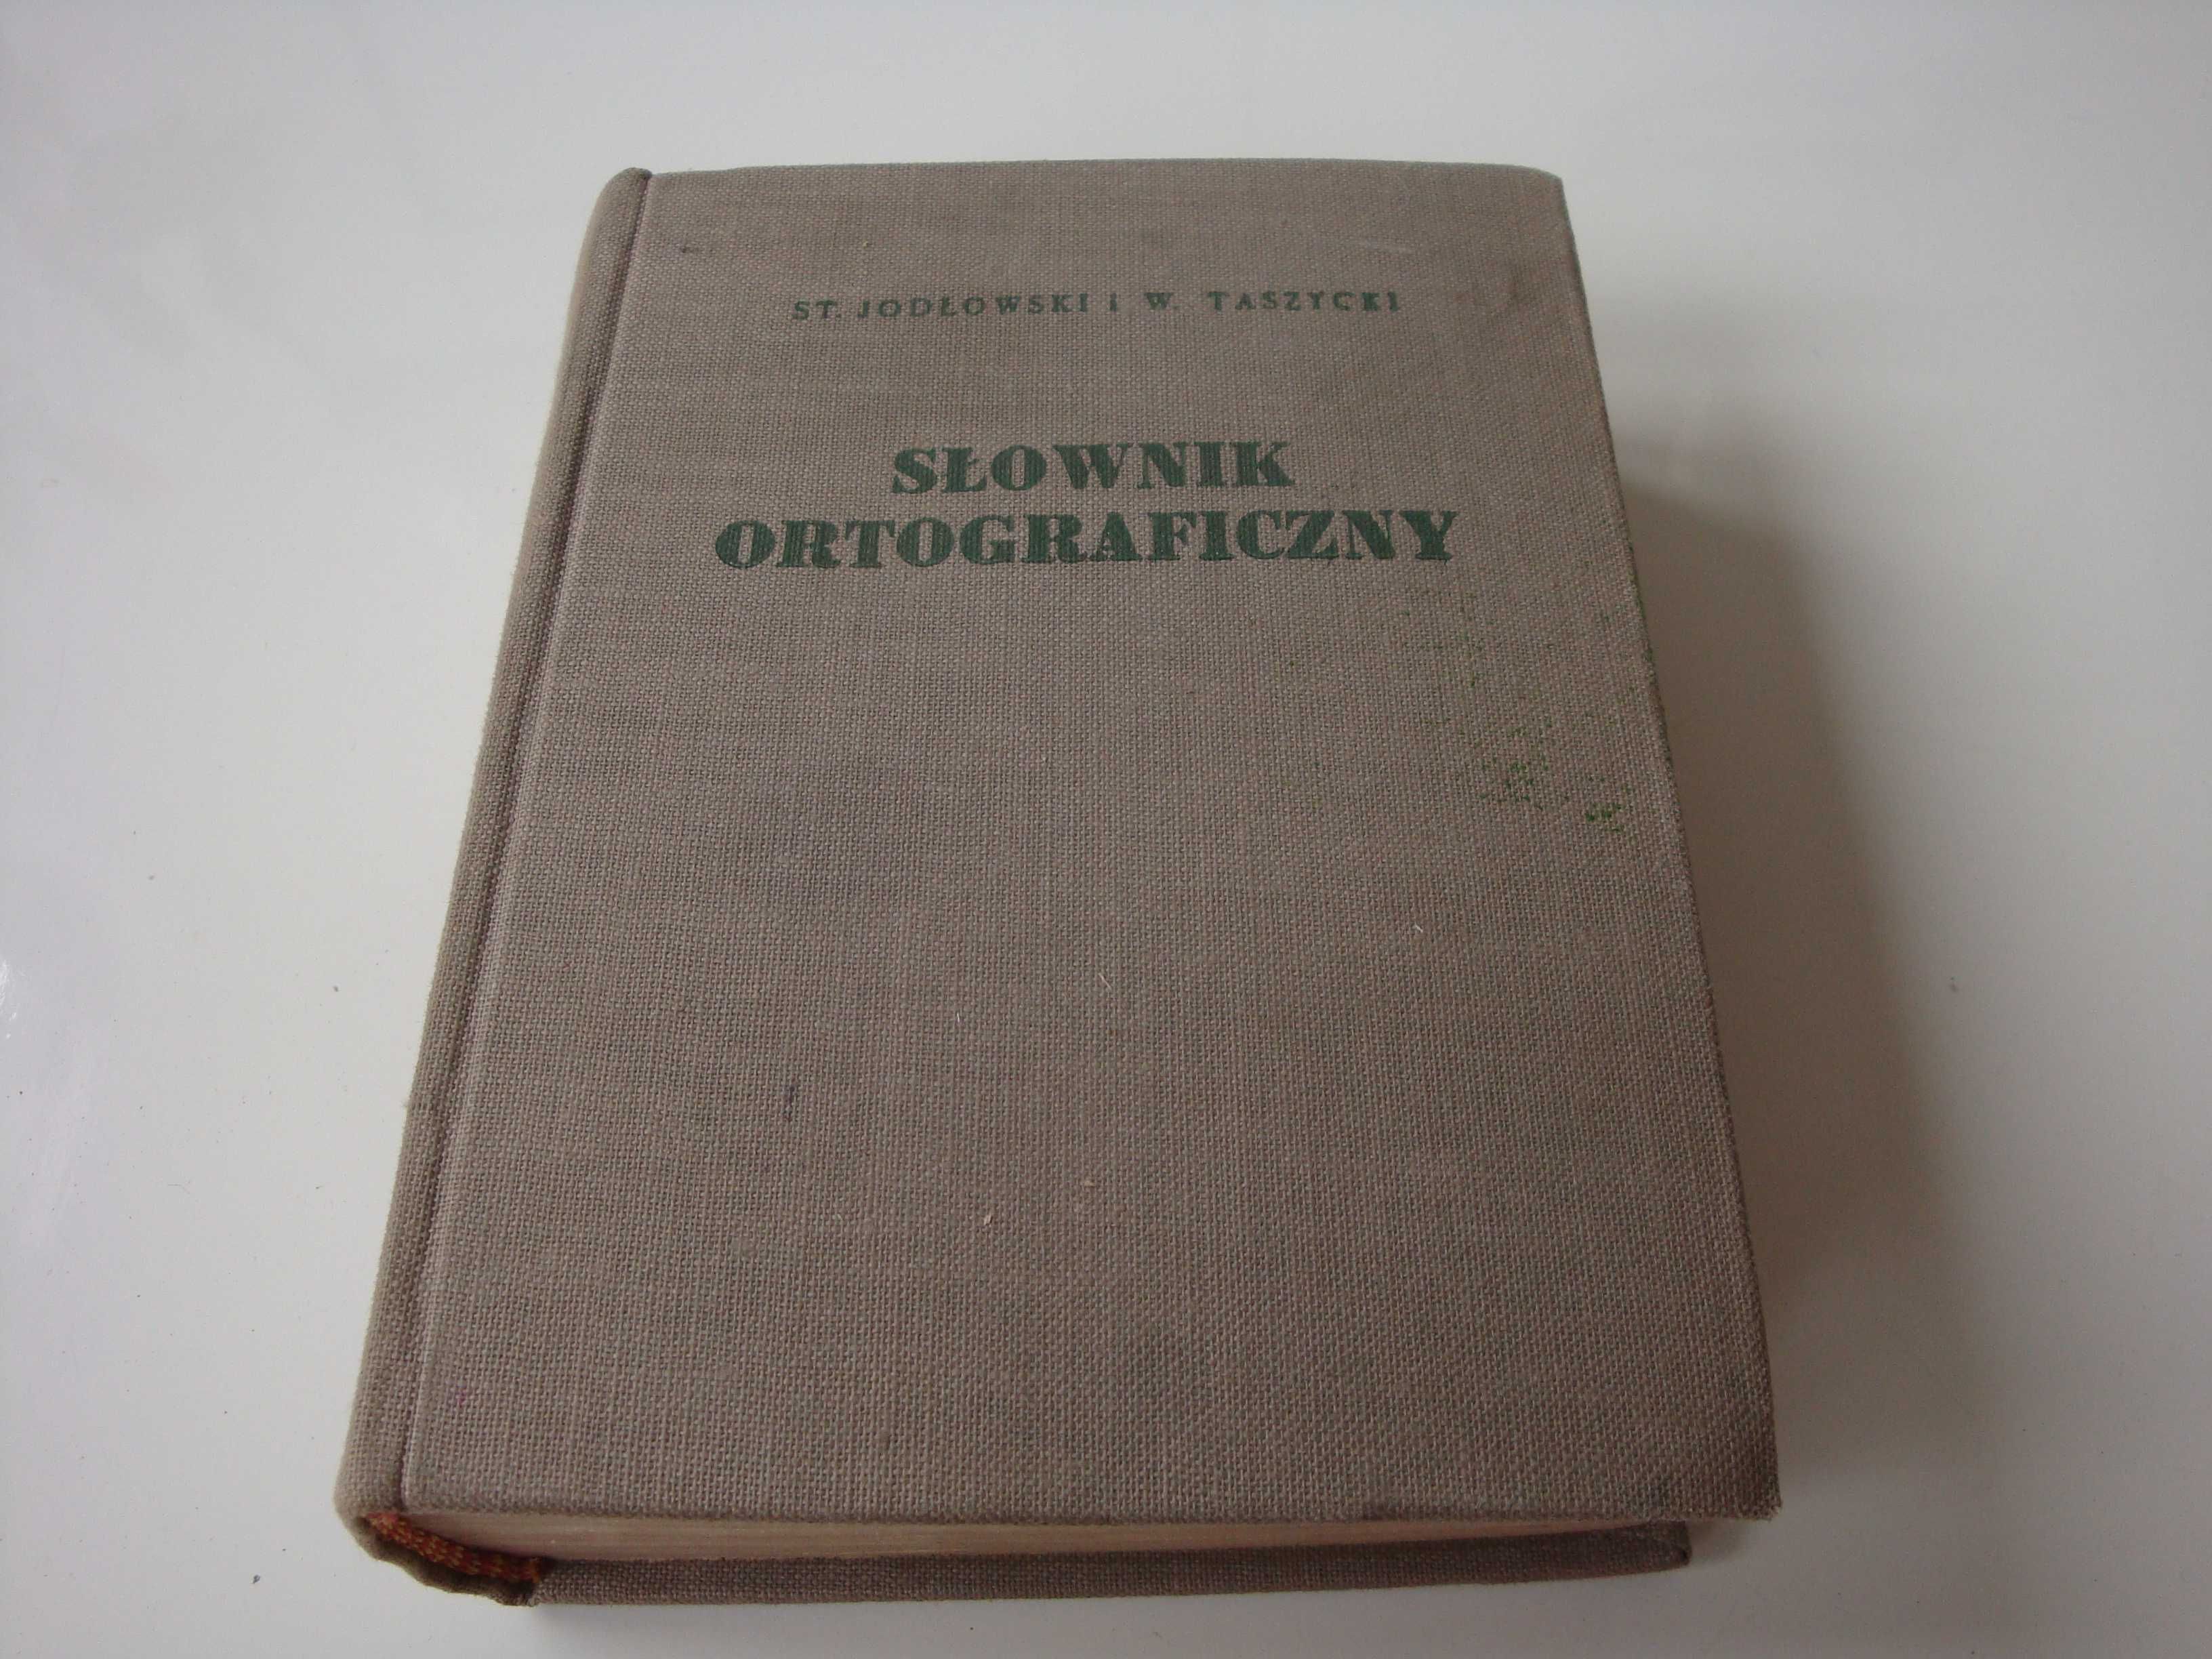 ST. JODŁOWSKI I W. TASZYCKI
SŁOWNIK
ORTOGRAFICZNY